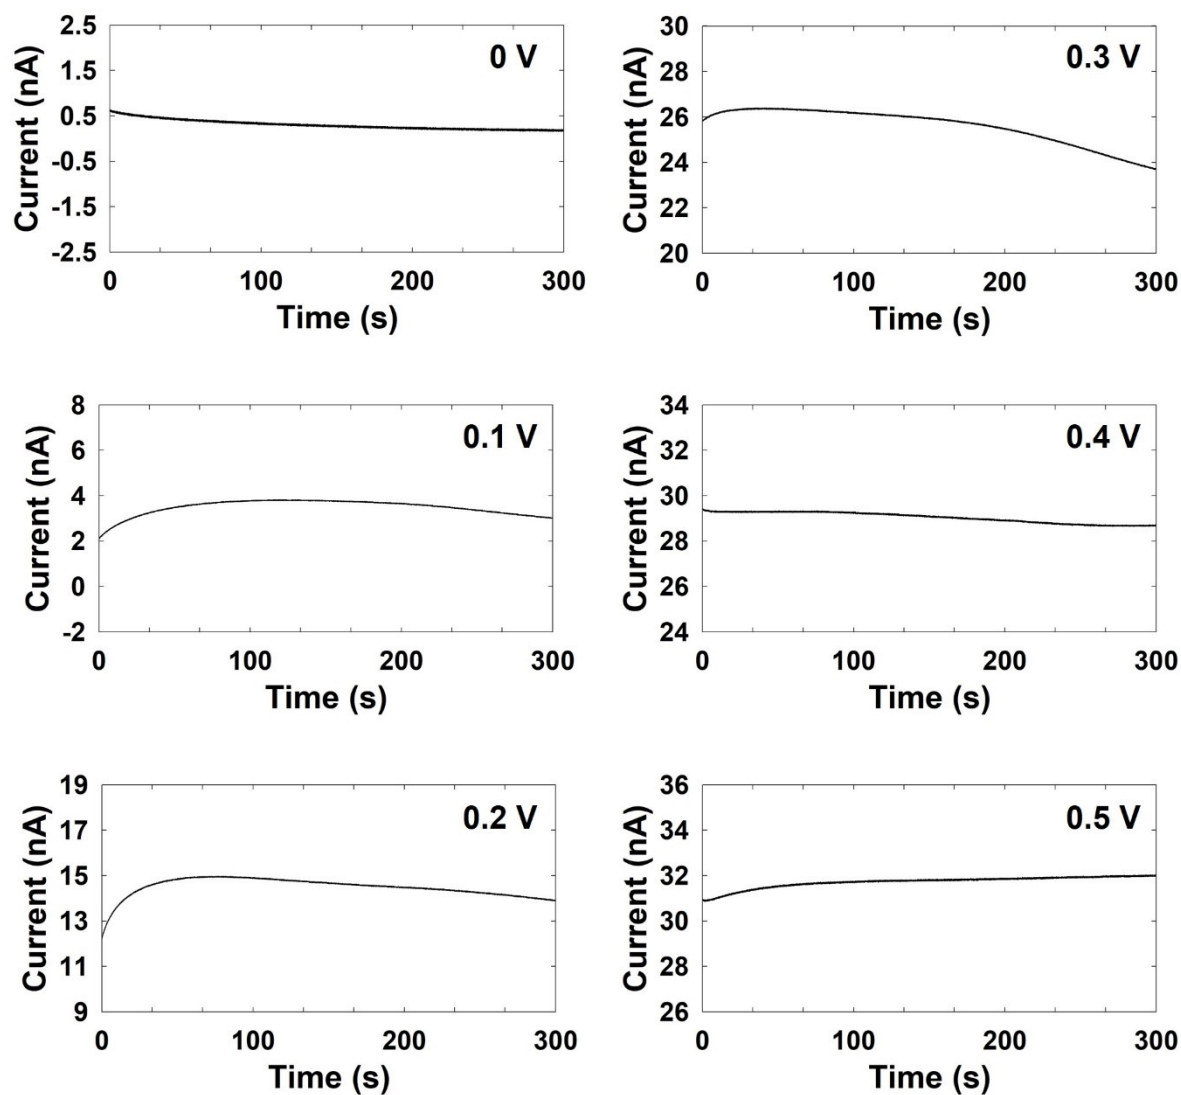 2.5
1.5
0.5
-0.5
-1.5
-2.5
Current (nA)
0 V
0 100 200 300
Time (s)
30
28
26
24
22
20
Current (nA)
0.3 V
0 100 200 300
Time (s)
8
6
4
2
0
-2
Current (nA)
0.1 V
0 100 200 300
Time (s)
34
32
30
28
26
24
Current (nA)
0.4 V
0 100 200 300
Time (s)
19
17
15
13
11
9
Current (nA)
0.2 V
0 100 200 300
Time (s)
36
34
32
30
28
26
Current (nA)
0.5 V
0 100 200 300
Time (s)